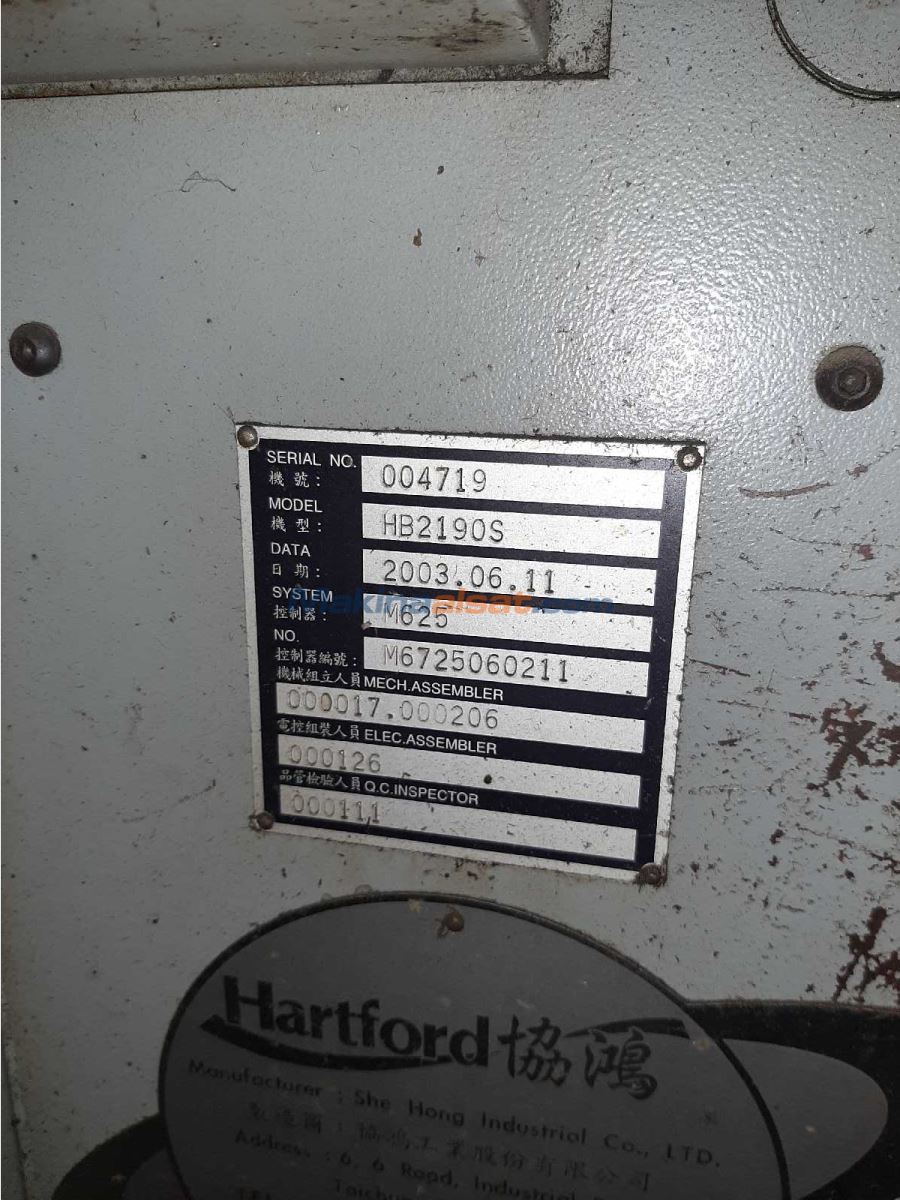 SERIAL NO. 004719
機 號：
MODEL HB2190S
機 型：
DATA
日 期： 2003.06.11
SYSTEM
makinaalsat.com
控制器： M625
NO.
控制器編號： M6725060211
機械組立人員 MECH.ASSEMBLER
000017.000206
電控組裝人員 ELEC.ASSEMBLER
000126
品管檢驗人員 Q.C.INSPECTOR
000111
Hartford 協鴻
Manufacturer : She Hong Industrial Co., LTD.
製造商：協鴻工業股份有限公司
Address : 6, 6 Road, Industrial